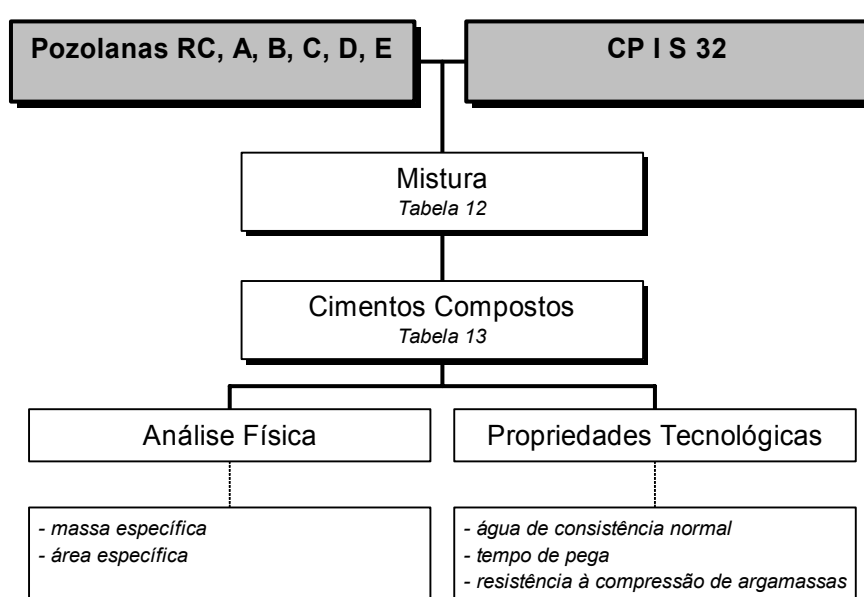 Pozolanas RC, A, B, C, D, E
CP I S 32
Mistura
Tabela 12
Cimentos Compostos
Tabela 13
Análise Física
Propriedades Tecnológicas
- massa específica
- área específica
- água de consistência normal
- tempo de pega
- resistência à compressão de argamassas